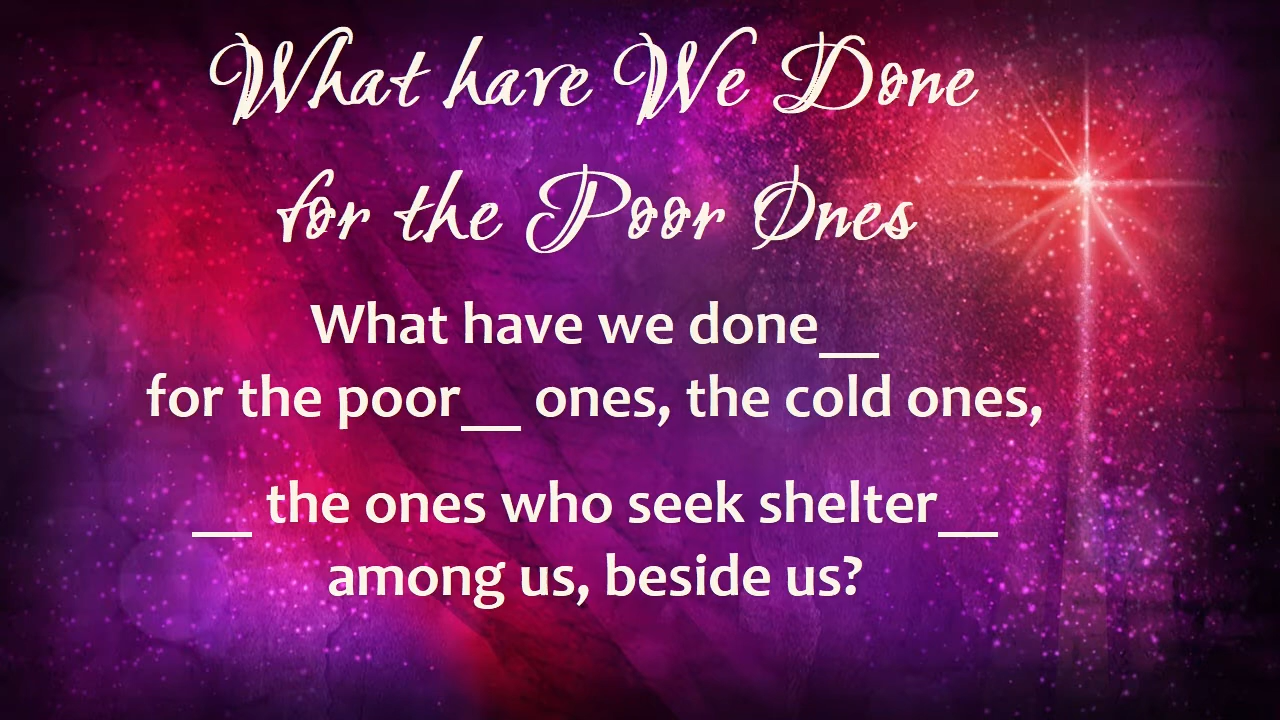 What have We Done
for the Poor Ones
What have we done__
for the poor__ ones, the cold ones,
__ the ones who seek shelter__
among us, beside us?